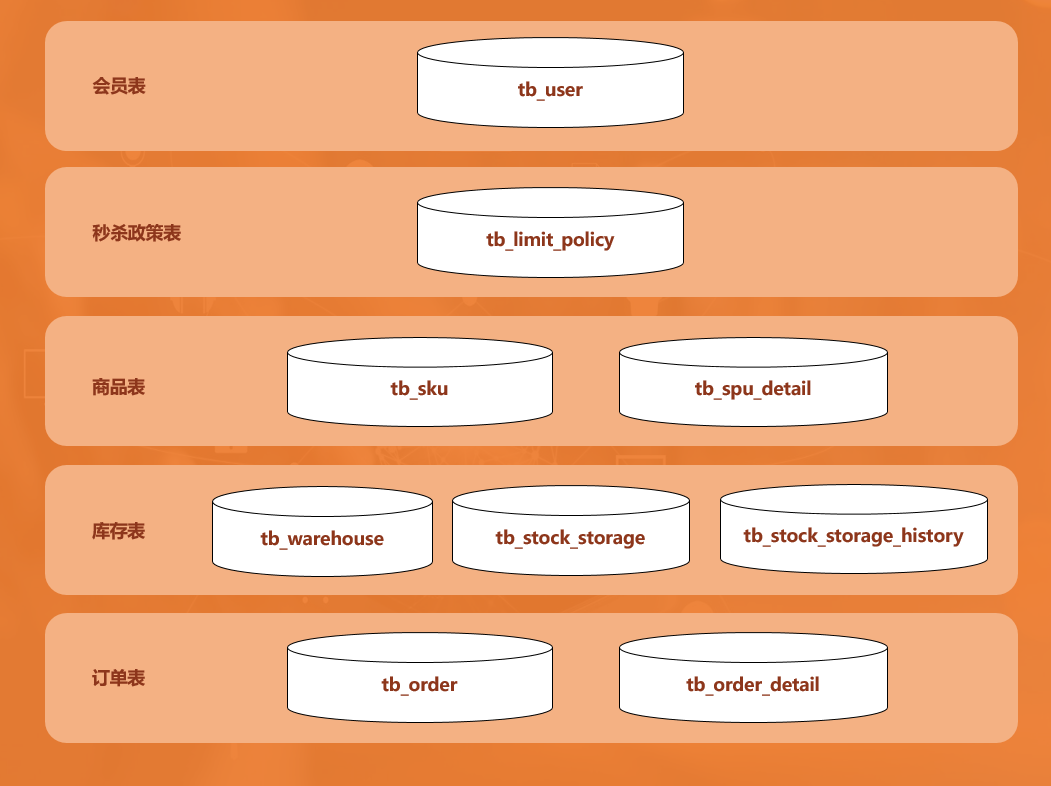 会员表
tb_user
秒杀政策表
tb_limit_policy
商品表
tb_sku
tb_spu_detail
库存表
tb_warehouse
tb_stock_storage
tb_stock_storage_history
订单表
tb_order
tb_order_detail